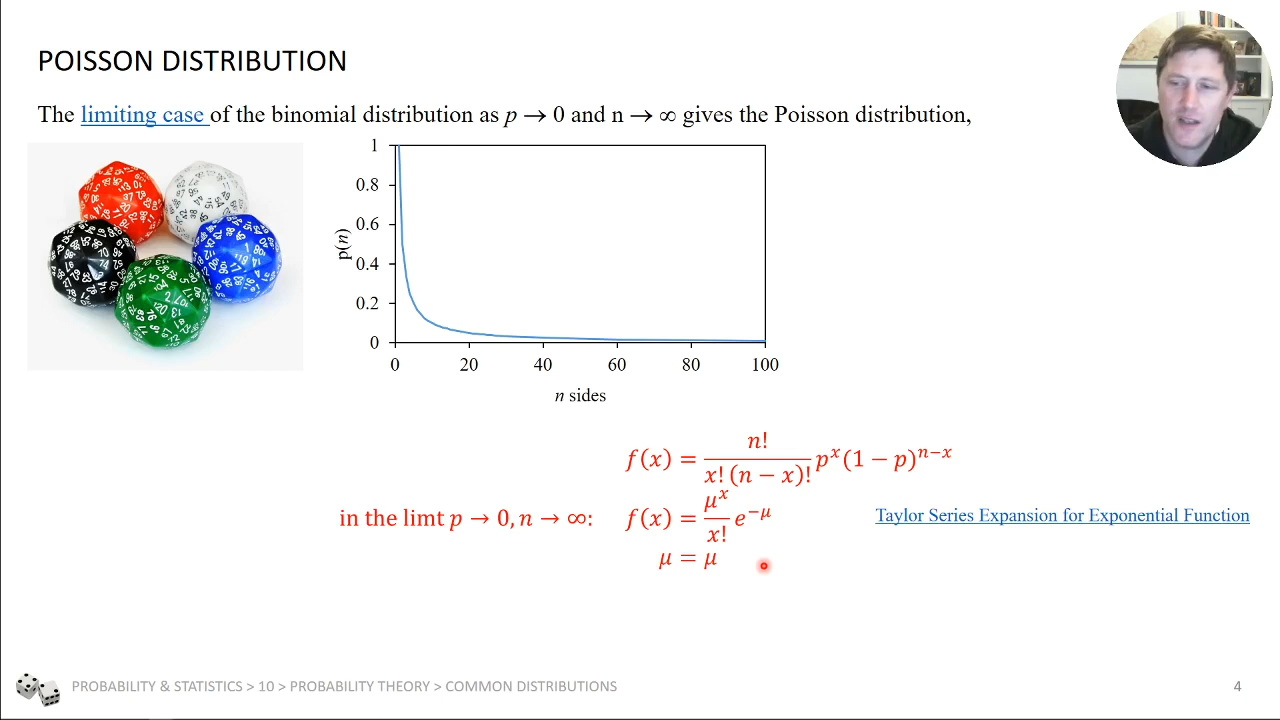 POISSON DISTRIBUTION
The limiting case of the binomial distribution as p → 0 and n → ∞ gives the Poisson distribution,
1
0.8
0.6
0.4
0.2
0
p(n)
0 20 40 60 80 100
n sides
f(x) = n!/(x! (n − x)!) pˣ(1 − p)ⁿ⁻ˣ
in the limt p → 0, n → ∞: f(x) = μˣ/x! e^−μ
Taylor Series Expansion for Exponential Function
μ = μ
PROBABILITY & STATISTICS > 10 > PROBABILITY THEORY > COMMON DISTRIBUTIONS
4